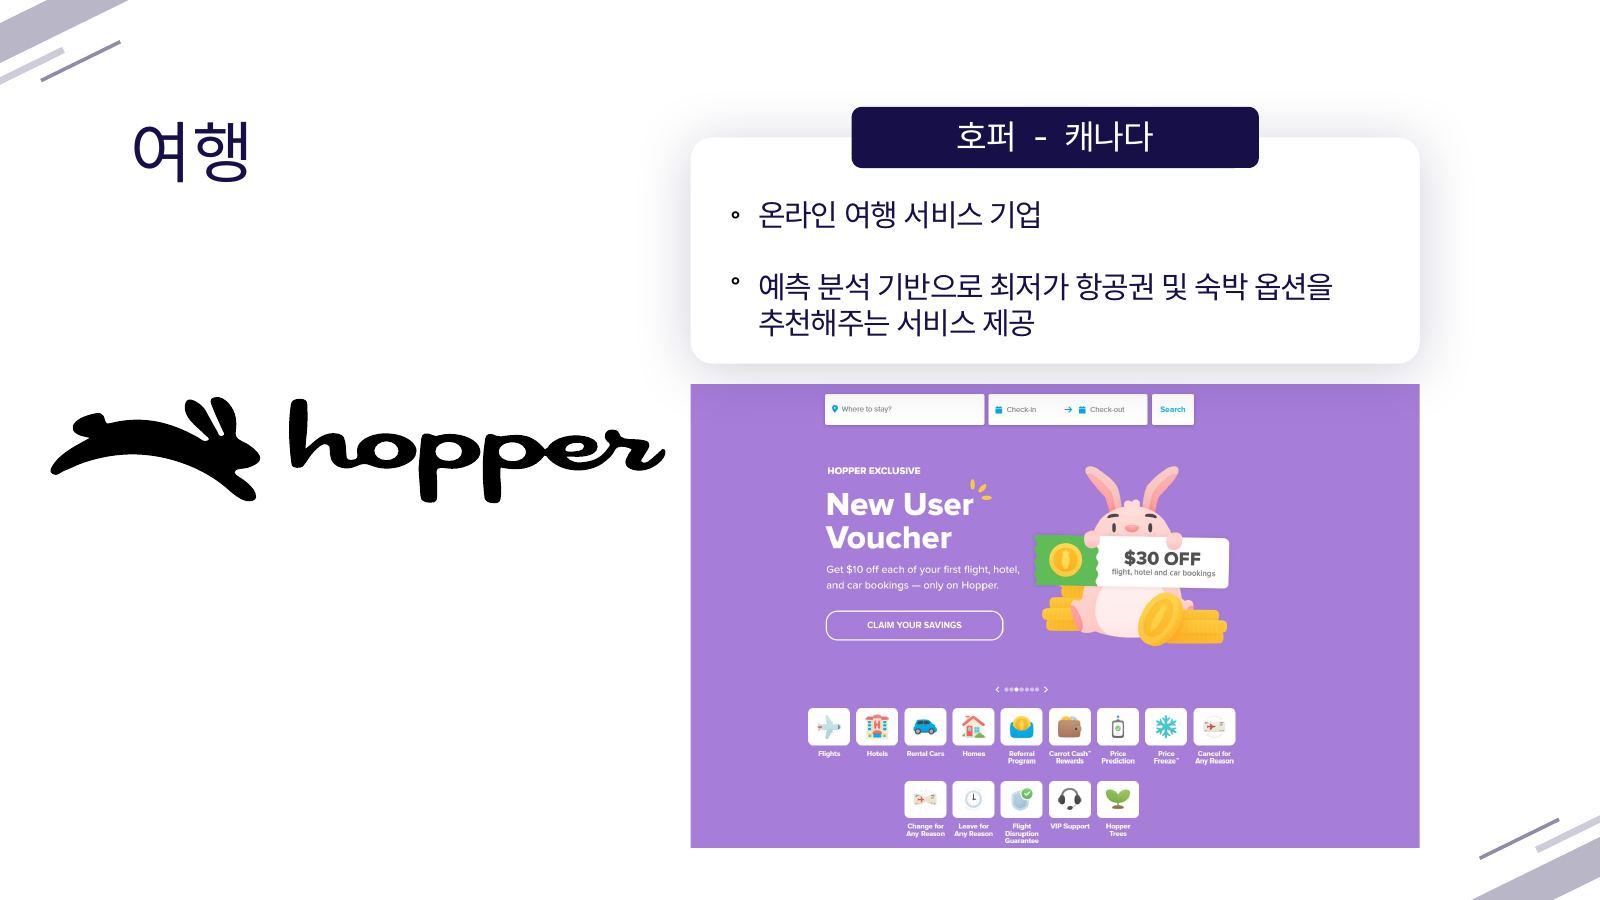 여행
호퍼 - 캐나다
온라인 여행 서비스 기업
예측 분석 기반으로 최저가 항공권 및 숙박 옵션을
추천해주는 서비스 제공
hopper
Where to stay?
Check-in
Check-out
Search
HOPPER EXCLUSIVE
New User
Voucher
Get $10 off each of your first flight, hotel,
and car bookings — only on Hopper.
CLAIM YOUR SAVINGS
$30 OFF
flight, hotel and car bookings
Flights
Hotels
Rental Cars
Homes
Referral
Program
Carrot Cash™
Rewards
Price
Prediction
Price
Freeze™
Cancel for
Any Reason
Change for
Any Reason
Leave for
Any Reason
Flight
Disruption
Guarantee
VIP Support
Hopper
Trees